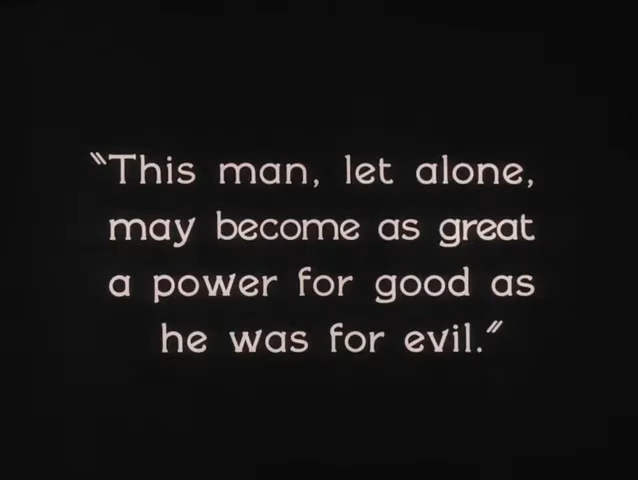 "This man, let alone,
may become as great
a power for good as
he was for evil."